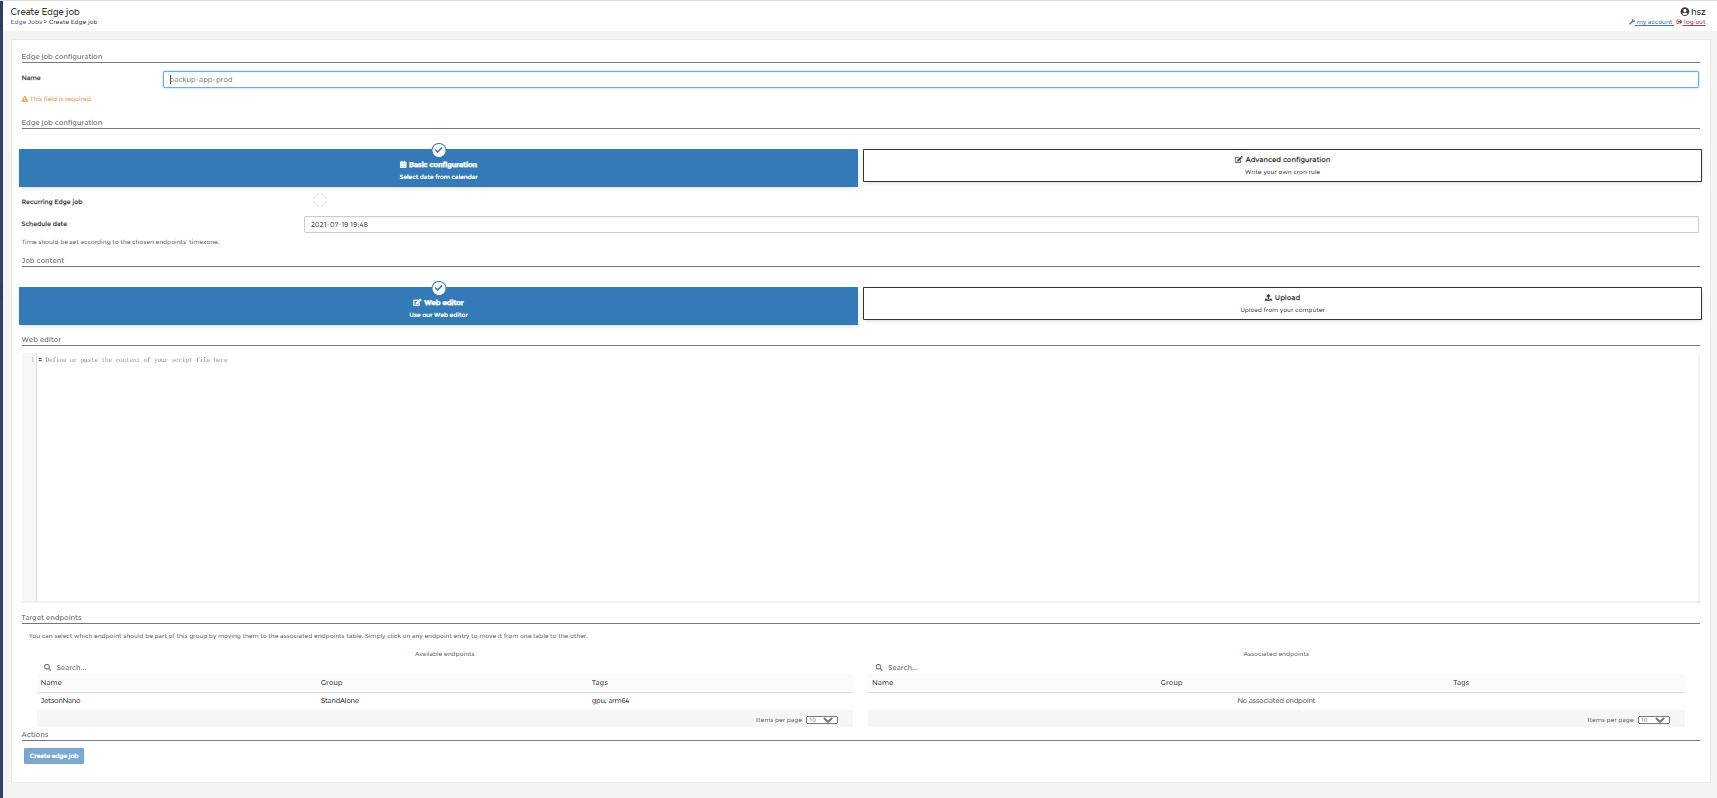 Create Edge job
hsz
Edge Jobs > Create Edge job
my account log out
Edge job configuration
Name
backup-app-prod
This field is required.
Edge job configuration
Basic configuration
Select date from calendar
Advanced configuration
Write your own cron rule
Recurring Edge job
Schedule date
2021-07-19 19:48
Time should be set according to the chosen endpoints' timezone.
Job content
Web editor
Use our Web editor
Upload
Upload from your computer
Web editor
1 # Define or paste the content of your script file here
Target endpoints
You can select which endpoint should be part of this group by moving them to the associated endpoints table. Simply click on any endpoint entry to move it from one table to the other.
Available endpoints
Associated endpoints
Search...
Search...
Name Group Tags
Name Group Tags
JetsonNano StandAlone gpu, arm64
No associated endpoint
Items per page 10
Items per page 10
Actions
Create edge job